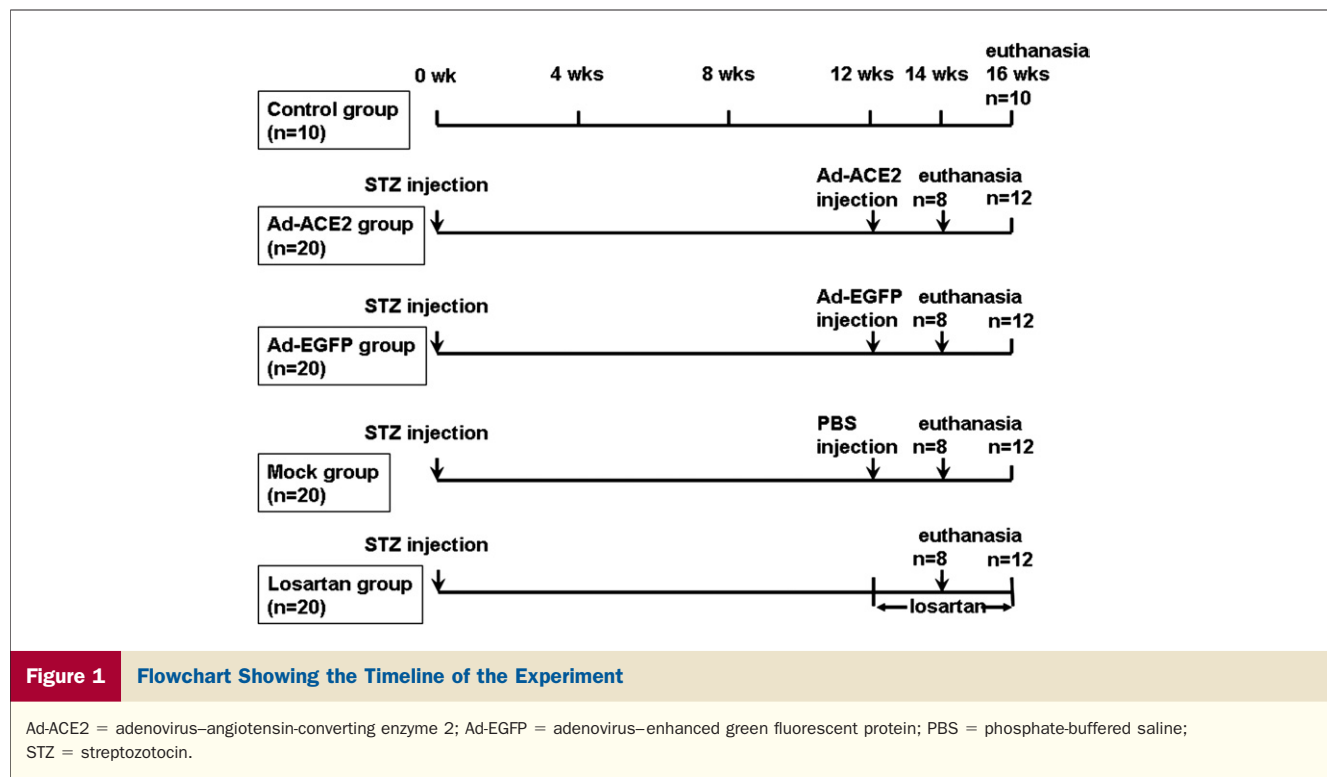 euthanasia
0 wk 4 wks 8 wks 12 wks 14 wks 16 wks
n=10
Control group
(n=10)
STZ injection
Ad-ACE2 euthanasia
injection n=8 n=12
Ad-ACE2 group
(n=20)
STZ injection
Ad-EGFP euthanasia
injection n=8 n=12
Ad-EGFP group
(n=20)
STZ injection
PBS euthanasia
injection n=8 n=12
Mock group
(n=20)
STZ injection
euthanasia
n=8 n=12
Losartan group
(n=20)
losartan
Figure 1 Flowchart Showing the Timeline of the Experiment
Ad-ACE2 = adenovirus–angiotensin-converting enzyme 2; Ad-EGFP = adenovirus–enhanced green fluorescent protein; PBS = phosphate-buffered saline;
STZ = streptozotocin.